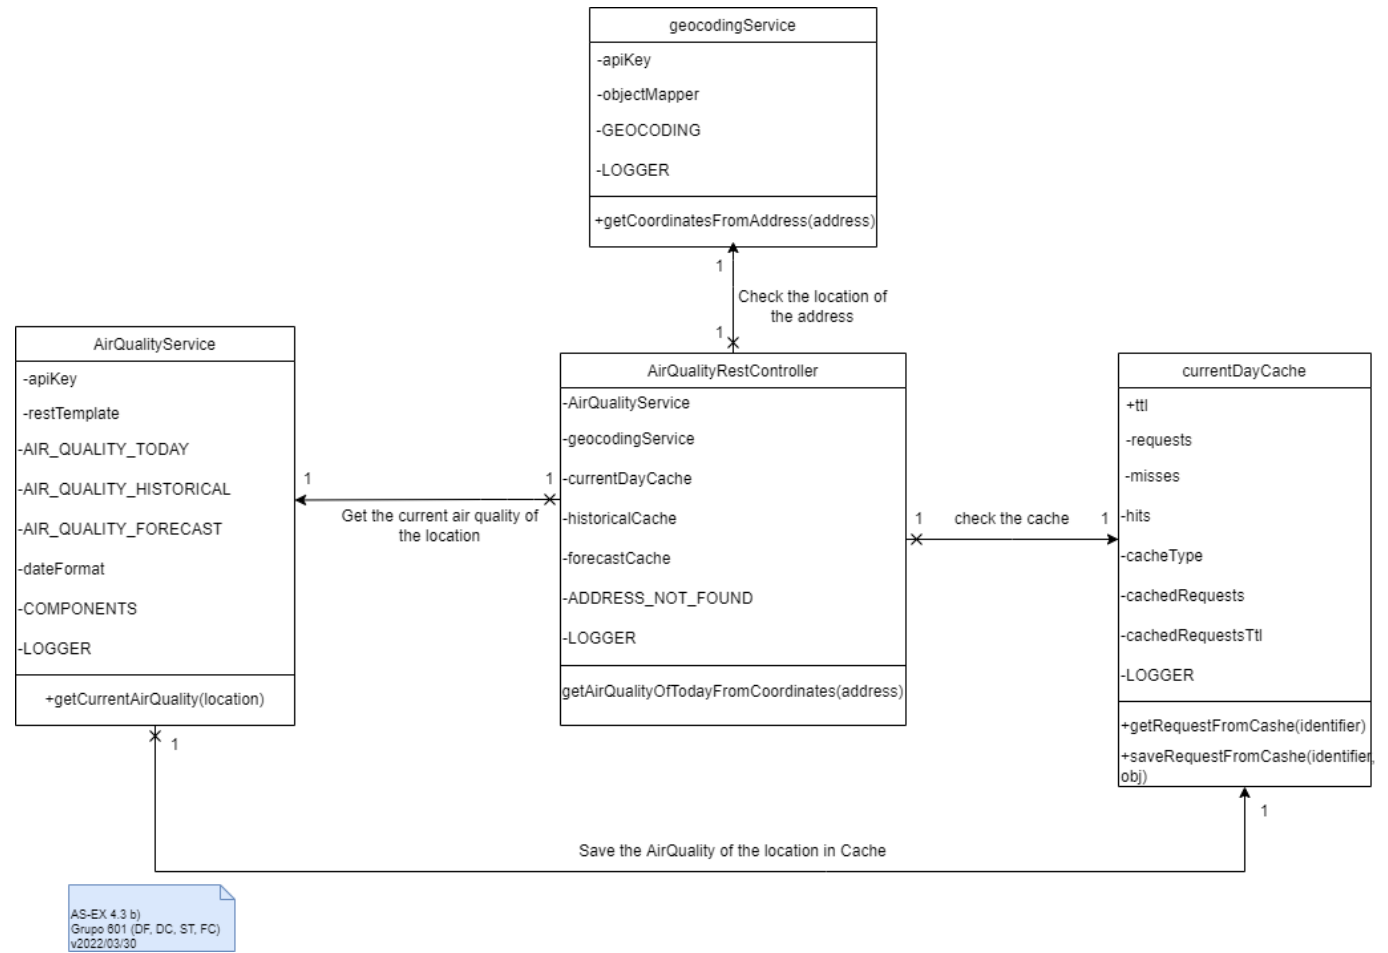 geocodingService
-apiKey
-objectMapper
-GEOCODING
-LOGGER
+getCoordinatesFromAddress(address)
1
Check the location of
the address
1
AirQualityService
-apiKey
-restTemplate
-AIR_QUALITY_TODAY
-AIR_QUALITY_HISTORICAL
-AIR_QUALITY_FORECAST
-dateFormat
-COMPONENTS
-LOGGER
+getCurrentAirQuality(location)
1
1
Get the current air quality of
the location
AirQualityRestController
-AirQualityService
-geocodingService
-currentDayCache
-historicalCache
-forecastCache
-ADDRESS_NOT_FOUND
-LOGGER
getAirQualityOfTodayFromCoordinates(address)
1
check the cache
1
currentDayCache
+ttl
-requests
-misses
-hits
-cacheType
-cachedRequests
-cachedRequestsTtl
-LOGGER
+getRequestFromCashe(identifier)
+saveRequestFromCashe(identifier,
obj)
1
1
Save the AirQuality of the location in Cache
AS-EX 4.3 b)
Grupo 601 (DF, DC, ST, FC)
v2022/03/30